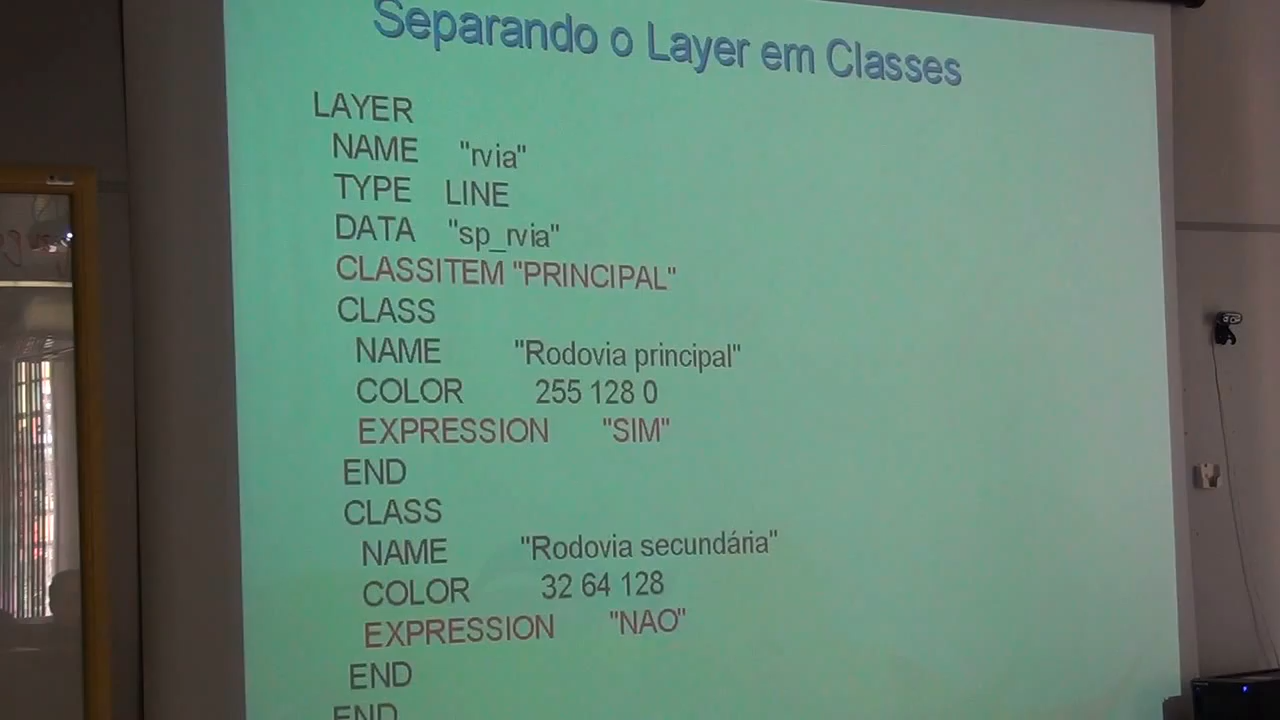 Separando o Layer em Classes
LAYER
NAME "rvia"
TYPE LINE
DATA "sp_rvia"
CLASSITEM "PRINCIPAL"
CLASS
NAME "Rodovia principal"
COLOR 255 128 0
EXPRESSION "SIM"
END
CLASS
NAME "Rodovia secundária"
COLOR 32 64 128
EXPRESSION "NAO"
END
END